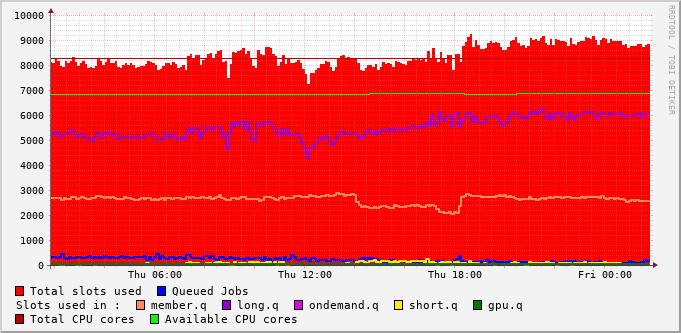 10000
9000
8000
7000
6000
5000
4000
3000
2000
1000
0
Thu 06:00 Thu 12:00 Thu 18:00 Fri 00:00
RRDTOOL / TOBI OETIKER
Total slots used Queued Jobs
Slots used in : member.q long.q ondemand.q short.q gpu.q
Total CPU cores Available CPU cores